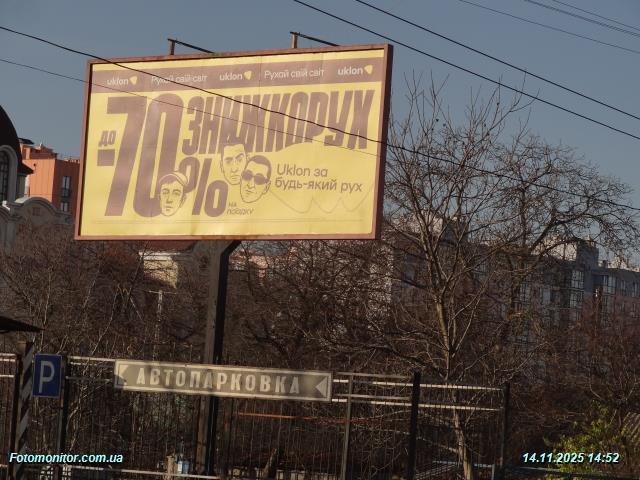 uklon Рухай свій світ uklon Рухай свій світ uklon
до -70% ЗНИЖКОРУХ
на поїздку
Uklon за
будь-який рух
P
АВТОПАРКОВКА
Fotomonitor.com.ua
14.11.2025 14:52